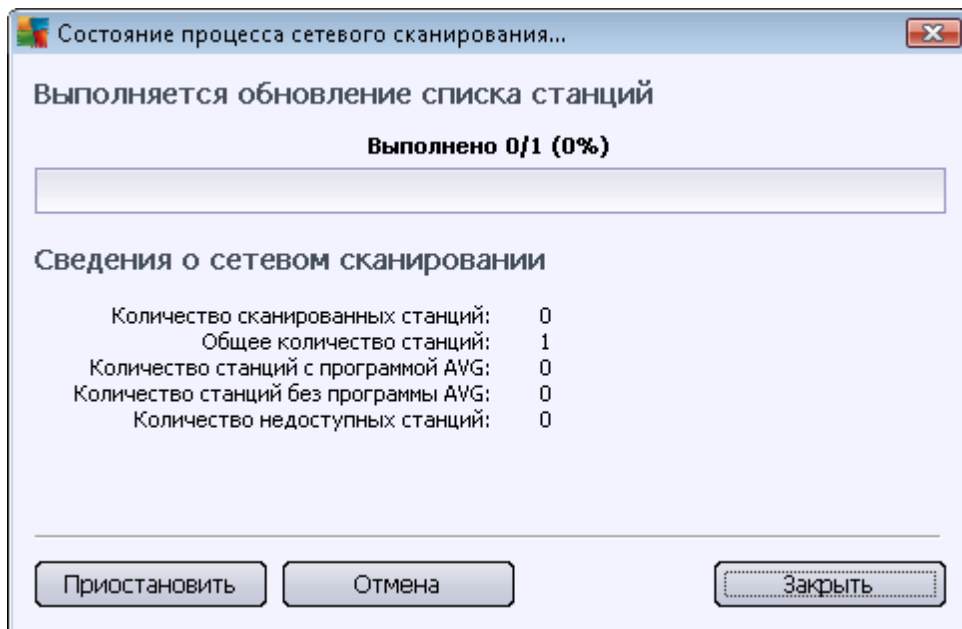 Состояние процесса сетевого сканирования...
Выполняется обновление списка станций
Выполнено 0/1 (0%)
Сведения о сетевом сканировании
Количество сканированных станций: 0
Общее количество станций: 1
Количество станций с программой AVG: 0
Количество станций без программы AVG: 0
Количество недоступных станций: 0
Приостановить Отмена Закрыть